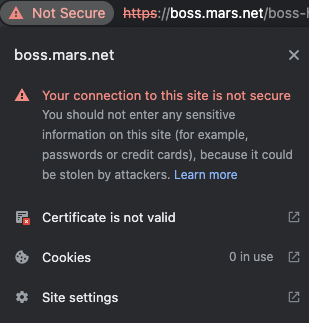 Not Secure https://boss.mars.net/boss-
boss.mars.net
Your connection to this site is not secure
You should not enter any sensitive
information on this site (for example,
passwords or credit cards), because it could
be stolen by attackers. Learn more
Certificate is not valid
Cookies 0 in use
Site settings